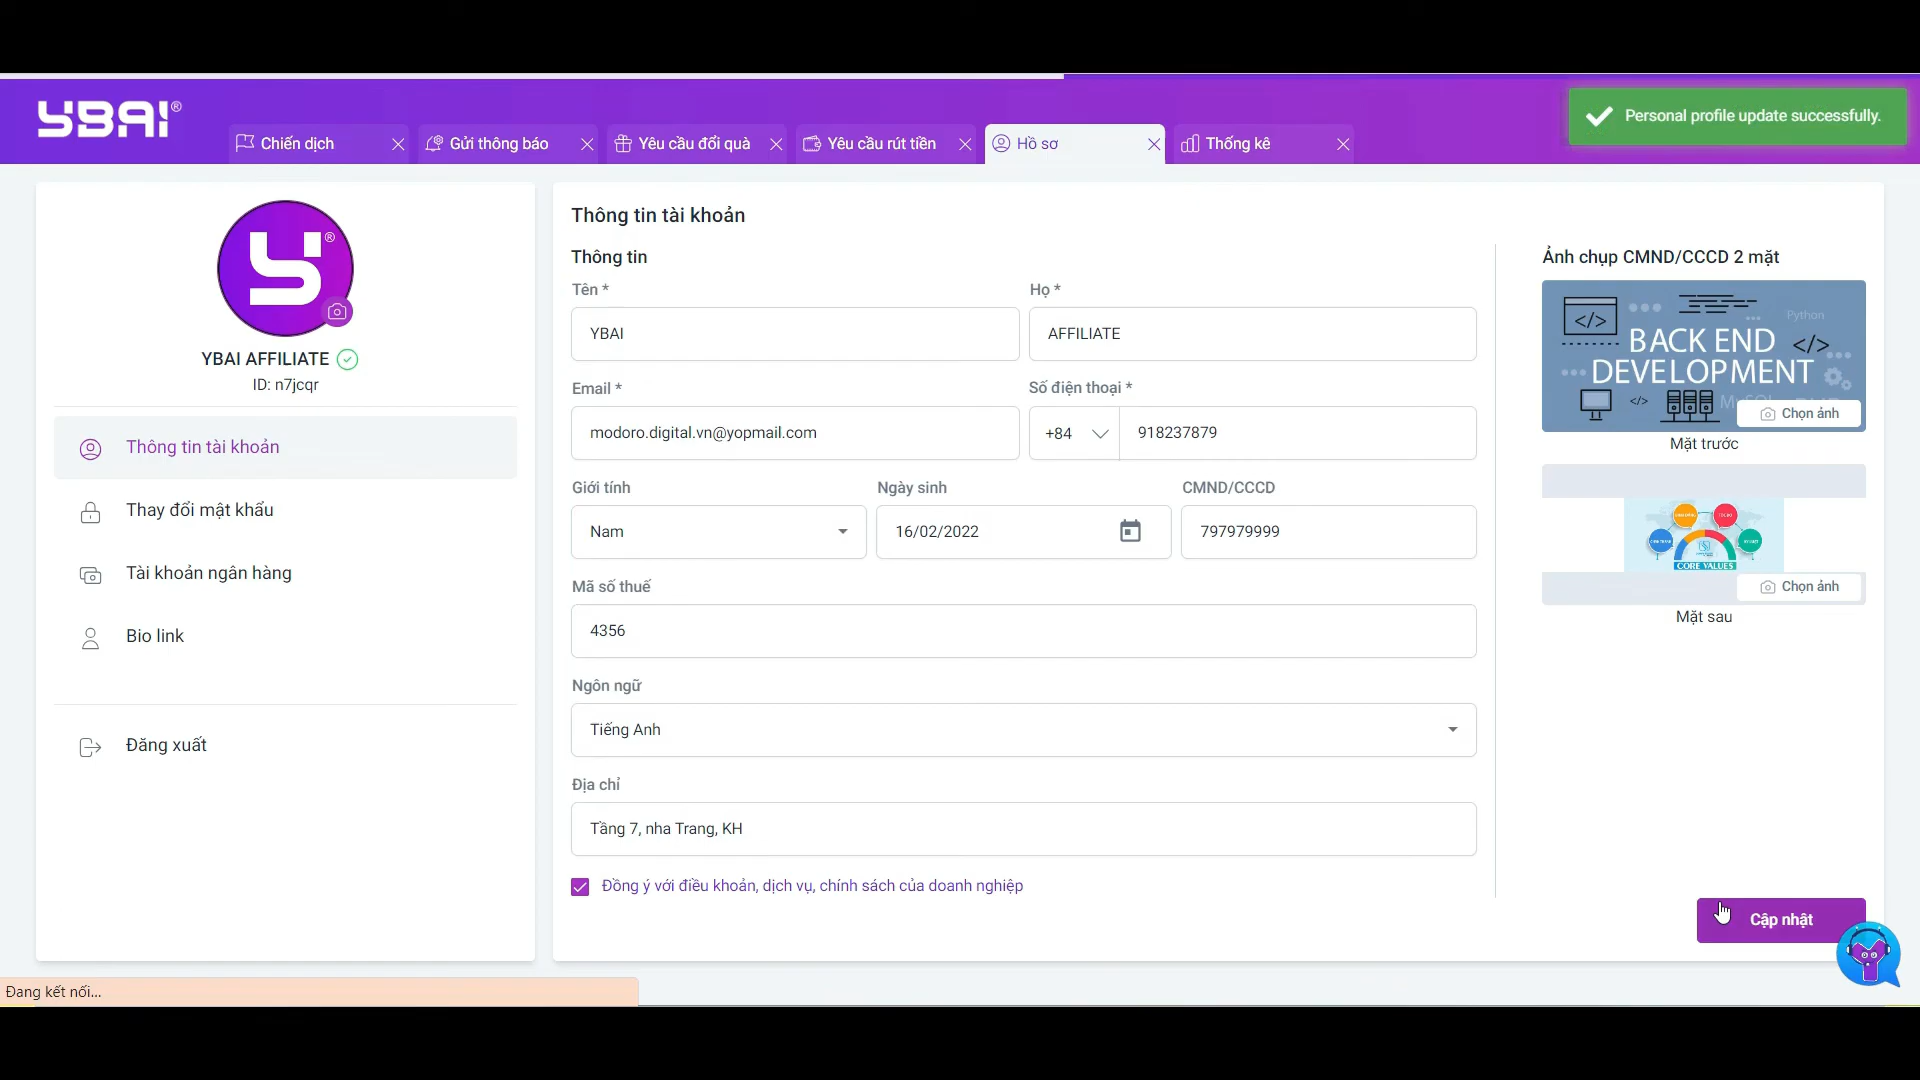 YBAI®
Chiến dịch
Gửi thông báo
Yêu cầu đổi quà
Yêu cầu rút tiền
Hồ sơ
Thống kê
Personal profile update successfully.
YBAI AFFILIATE
ID: n7jcqr
Thông tin tài khoản
Thay đổi mật khẩu
Tài khoản ngân hàng
Bio link
Đăng xuất
Thông tin tài khoản
Thông tin
Tên *
Họ *
YBAI
AFFILIATE
Email *
Số điện thoại *
modoro.digital.vn@yopmail.com
+84
918237879
Giới tính
Ngày sinh
CMND/CCCD
Nam
16/02/2022
797979999
Mã số thuế
4356
Ngôn ngữ
Tiếng Anh
Địa chỉ
Tầng 7, nha Trang, KH
Đồng ý với điều khoản, dịch vụ, chính sách của doanh nghiệp
Ảnh chụp CMND/CCCD 2 mặt
Python
</>
BACK END
</>
DEVELOPMENT
</>
Chọn ảnh
Mặt trước
CORE VALUES
Chọn ảnh
Mặt sau
Cập nhật
Đang kết nối...